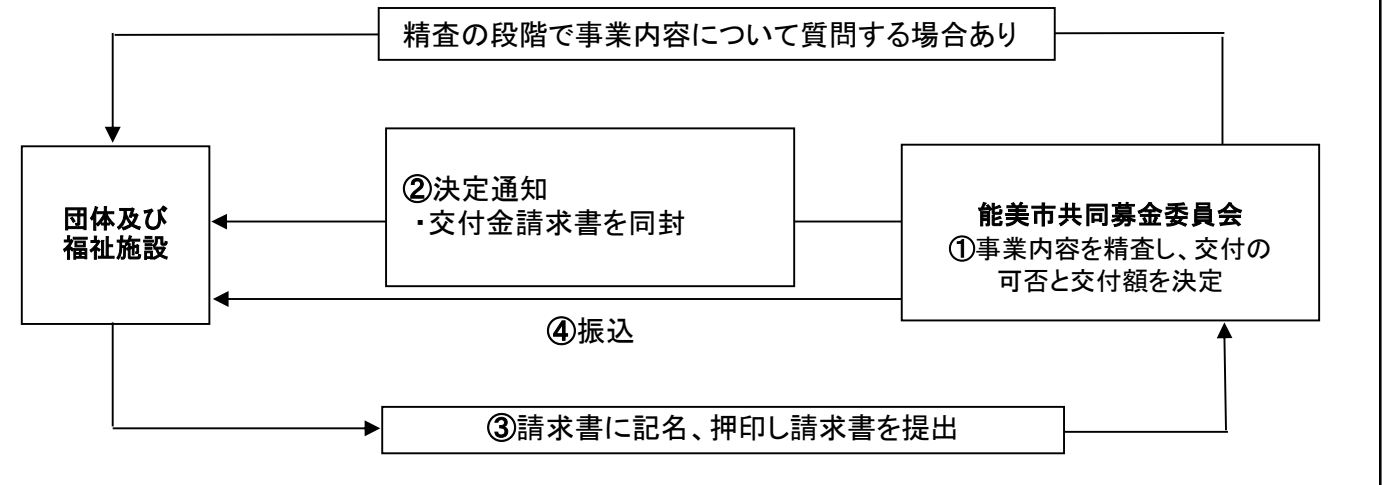 精査の段階で事業内容について質問する場合あり
②決定通知
・交付金請求書を同封
団体及び
福祉施設
能美市共同募金委員会
①事業内容を精査し、交付の
可否と交付額を決定
④振込
③請求書に記名、押印し請求書を提出